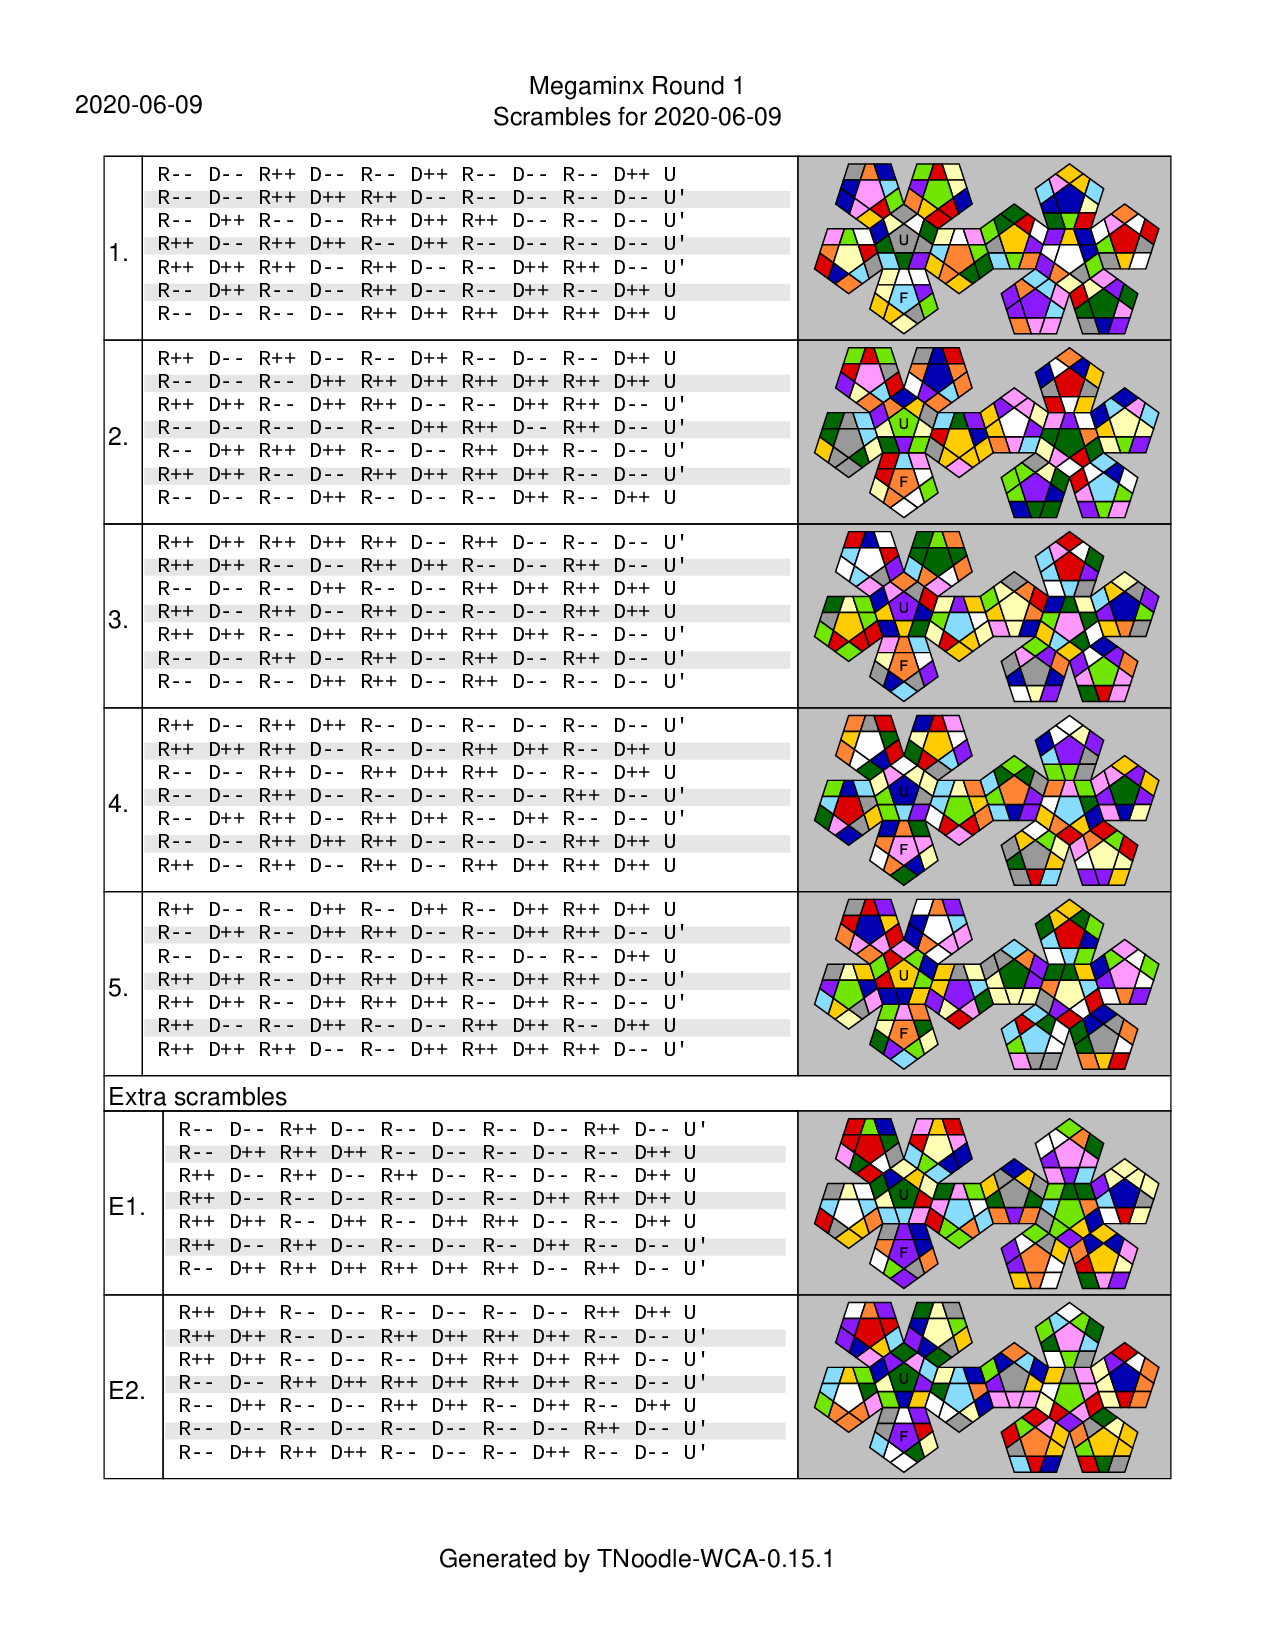 Megaminx Round 1
2020-06-09
Scrambles for 2020-06-09
1.
R-- D-- R++ D-- R-- D++ R-- D-- R-- D++ U
R-- D-- R++ D++ R++ D-- R-- D-- R-- D-- U'
R-- D++ R-- D-- R++ D++ R++ D-- R-- D-- U'
R++ D-- R++ D++ R-- D++ R-- D-- R-- D-- U'
R++ D++ R++ D-- R++ D-- R-- D++ R++ D-- U'
R-- D++ R-- D-- R++ D-- R-- D++ R-- D++ U
R-- D-- R-- D-- R++ D++ R++ D++ R++ D++ U
U
F
2.
R++ D-- R++ D-- R-- D++ R-- D-- R-- D++ U
R-- D-- R-- D++ R++ D++ R++ D++ R++ D++ U
R++ D++ R-- D++ R++ D-- R-- D++ R++ D-- U'
R-- D-- R-- D-- R-- D++ R++ D-- R++ D-- U'
R-- D++ R++ D++ R-- D-- R++ D++ R-- D-- U'
R++ D++ R-- D-- R++ D++ R++ D++ R-- D-- U'
R-- D-- R-- D++ R-- D-- R-- D++ R-- D++ U
U
F
3.
R++ D++ R++ D++ R++ D-- R++ D-- R-- D-- U'
R++ D++ R-- D-- R++ D++ R-- D-- R++ D-- U'
R-- D-- R-- D++ R-- D-- R++ D++ R++ D++ U
R++ D-- R++ D-- R++ D-- R-- D-- R++ D++ U
R++ D++ R-- D++ R++ D++ R++ D++ R-- D-- U'
R-- D-- R++ D-- R++ D-- R++ D-- R++ D-- U'
R-- D-- R-- D++ R++ D-- R++ D-- R-- D-- U'
U
F
4.
R++ D-- R++ D++ R-- D-- R-- D-- R-- D-- U'
R++ D++ R++ D-- R-- D-- R++ D++ R-- D++ U
R-- D-- R++ D-- R++ D++ R++ D-- R-- D++ U
R-- D-- R++ D-- R-- D-- R-- D-- R++ D-- U'
R-- D++ R++ D-- R++ D++ R-- D++ R-- D-- U'
R-- D-- R++ D++ R++ D-- R-- D-- R++ D++ U
R++ D-- R++ D-- R++ D-- R++ D++ R++ D++ U
U
F
5.
R++ D-- R-- D++ R-- D++ R-- D++ R++ D++ U
R-- D++ R-- D++ R++ D-- R-- D++ R++ D-- U'
R-- D-- R-- D-- R-- D-- R-- D-- R-- D++ U
R++ D++ R-- D++ R++ D++ R-- D++ R++ D-- U'
R++ D++ R-- D++ R++ D++ R-- D-- R-- D-- U'
R++ D-- R-- D++ R-- D-- R++ D++ R-- D++ U
R++ D++ R++ D-- R-- D++ R++ D++ R++ D-- U'
U
F
Extra scrambles
E1.
R-- D-- R++ D-- R-- D-- R-- D-- R++ D-- U'
R-- D++ R++ D++ R-- D-- R-- D-- R-- D++ U
R++ D-- R++ D-- R++ D-- R-- D-- R-- D++ U
R++ D-- R-- D-- R-- D-- R-- D++ R++ D++ U
R++ D++ R-- D++ R-- D++ R++ D-- R-- D++ U
R++ D-- R++ D-- R-- D-- R-- D++ R-- D-- U'
R-- D++ R++ D++ R++ D++ R++ D-- R++ D-- U'
U
F
E2.
R++ D++ R-- D-- R-- D-- R-- D-- R++ D++ U
R++ D++ R-- D-- R++ D++ R++ D++ R-- D-- U'
R++ D++ R-- D-- R-- D++ R++ D++ R++ D-- U'
R-- D-- R++ D++ R++ D++ R++ D++ R-- D-- U'
R-- D++ R-- D-- R++ D++ R-- D++ R-- D++ U
R-- D-- R-- D-- R-- D-- R-- D-- R++ D-- U'
R-- D++ R++ D++ R-- D-- R-- D++ R-- D-- U'
U
F
Generated by TNoodle-WCA-0.15.1